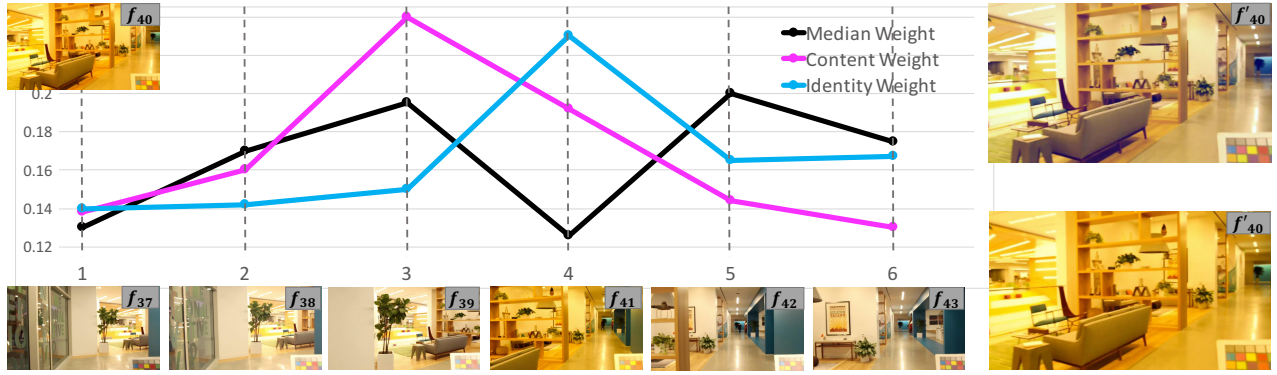 f40
Median Weight
Content Weight
Identity Weight
0.2
0.18
0.16
0.14
0.12
1 2 3 4 5 6
f37 f38 f39 f41 f42 f43
f'40
f'40